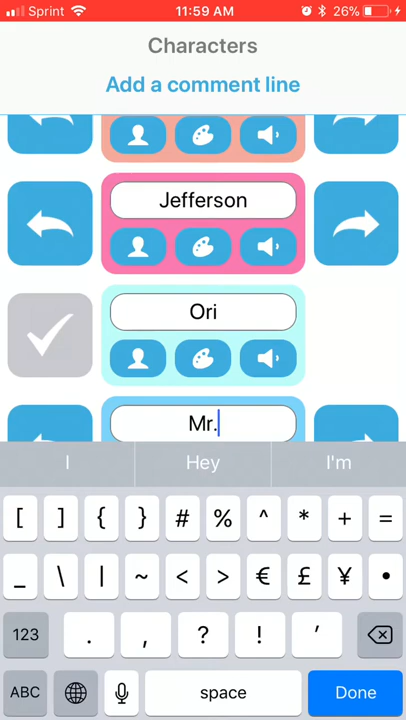 Sprint 11:59 AM 26%
Characters
Add a comment line
Jefferson
Ori
Mr.
I Hey I'm
[ ] { } # % ^ * + =
_ \ | ~ < > € £ ¥ •
123 . , ? ! ’
ABC space Done